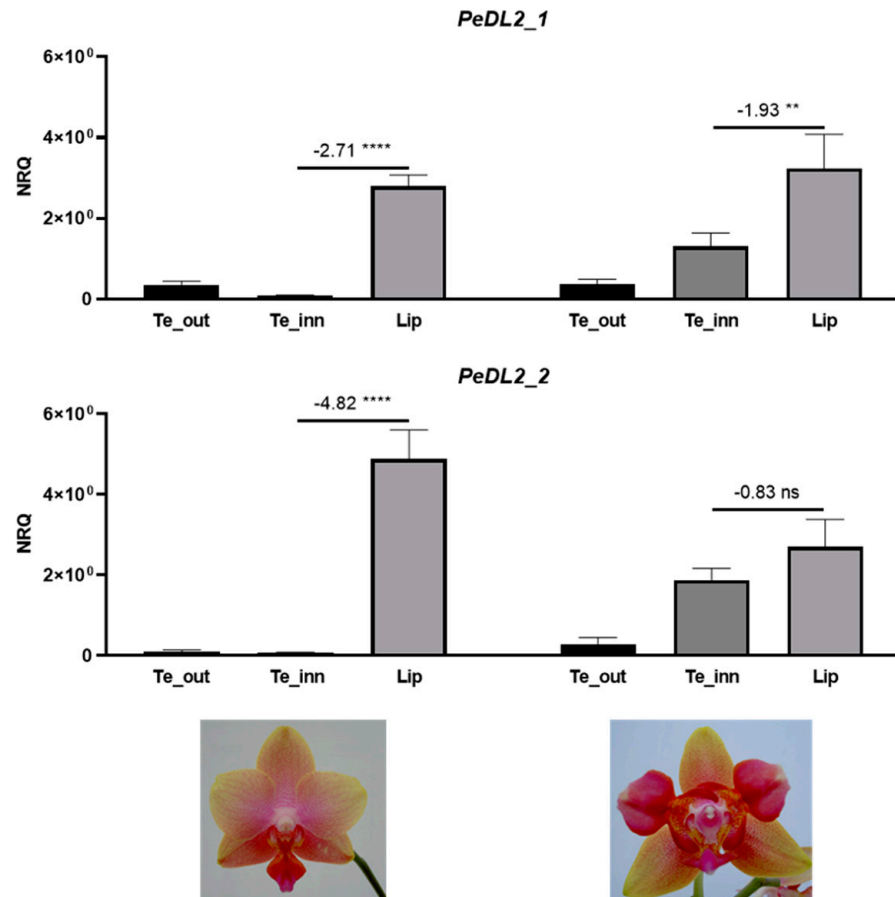 PeDL2_1
6×10⁰
4×10⁰
2×10⁰
0
NRQ
-2.71 ****
-1.93 **
Te_out Te_inn Lip Te_out Te_inn Lip
PeDL2_2
6×10⁰
4×10⁰
2×10⁰
0
NRQ
-4.82 ****
-0.83 ns
Te_out Te_inn Lip Te_out Te_inn Lip